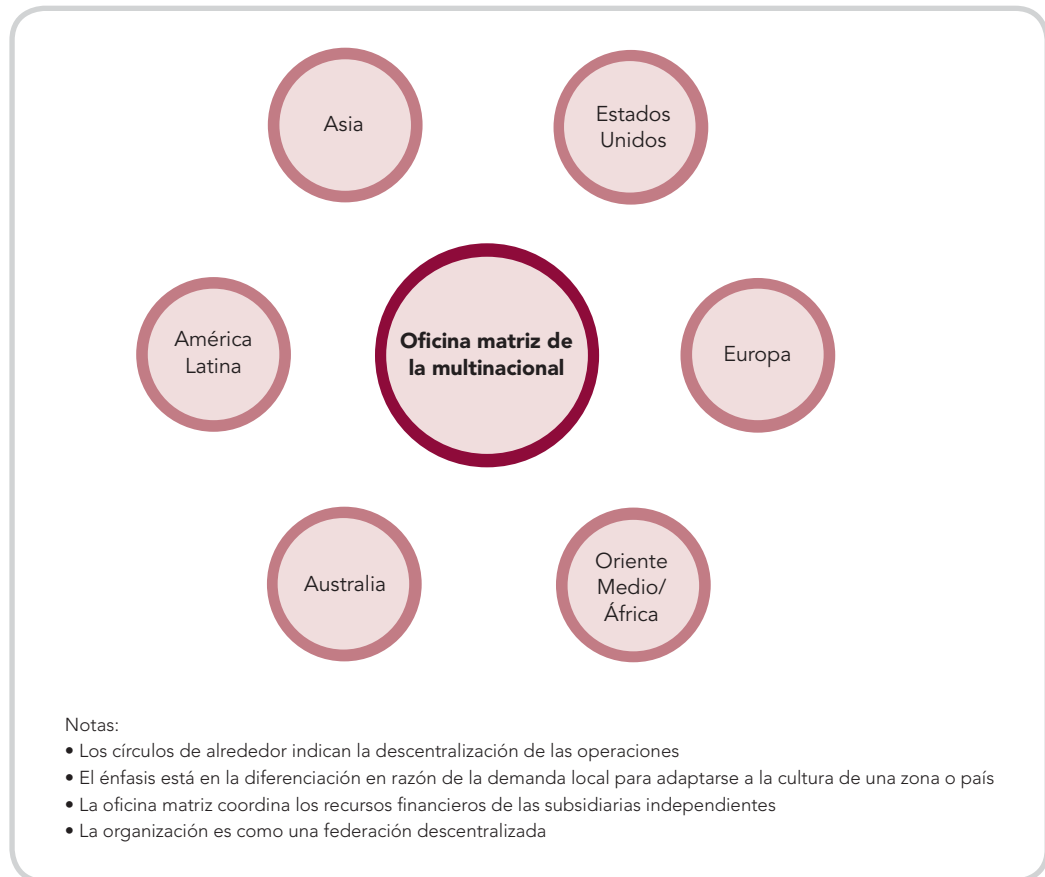 Asia
Estados
Unidos
América
Latina
Oficina matriz de
la multinacional
Europa
Australia
Oriente
Medio/
África
Notas:
• Los círculos de alrededor indican la descentralización de las operaciones
• El énfasis está en la diferenciación en razón de la demanda local para adaptarse a la cultura de una zona o país
• La oficina matriz coordina los recursos financieros de las subsidiarias independientes
• La organización es como una federación descentralizada